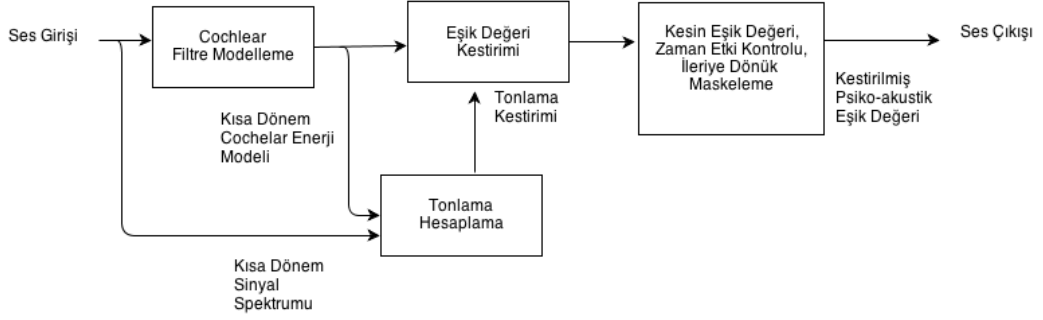 Ses Girişi
Cochlear
Filtre Modelleme
Eşik Değeri
Kestirimi
Kesin Eşik Değeri,
Zaman Etki Kontrolu,
İleriye Dönük
Maskeleme
Ses Çıkışı
Kestirilmiş
Psiko-akustik
Eşik Değeri
Tonlama
Kestirimi
Kısa Dönem
Cochelar Enerji
Modeli
Tonlama
Hesaplama
Kısa Dönem
Sinyal
Spektrumu